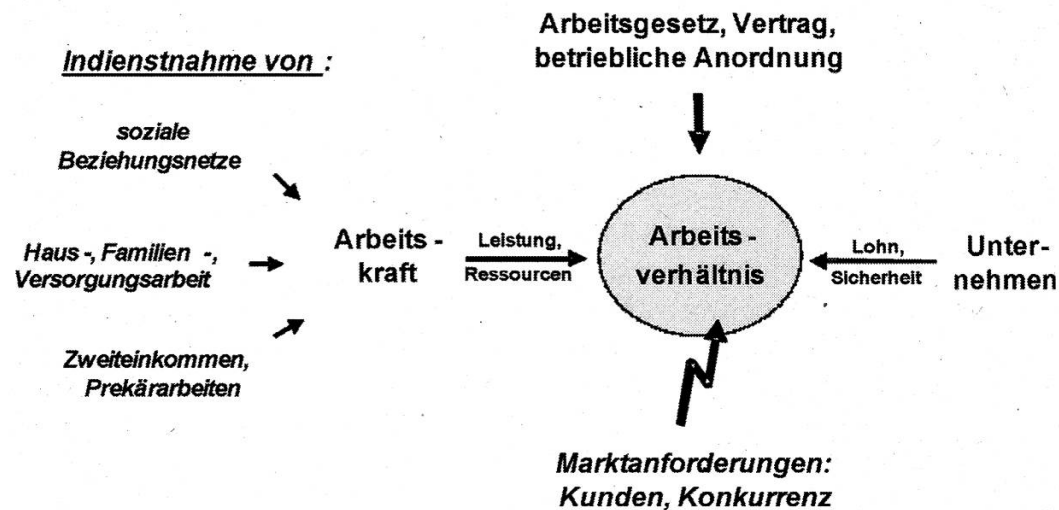 Arbeitsgesetz, Vertrag,
betriebliche Anordnung
Indienstnahme von :
soziale
Beziehungsnetze
Haus -, Familien -,
Versorgungsarbeit
Zweiteinkommen,
Prekärarbeiten
Arbeits -
kraft
Leistung,
Ressourcen
Arbeits -
verhältnis
Lohn,
Sicherheit
Unter-
nehmen
Marktanforderungen:
Kunden, Konkurrenz